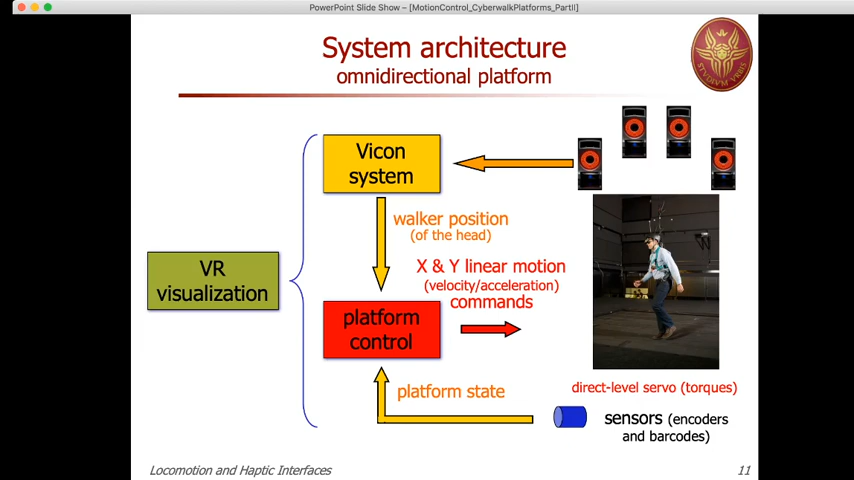 PowerPoint Slide Show – [MotionControl_CyberwalkPlatforms_PartII]
System architecture
omnidirectional platform
STVDIVM VRBIS
Vicon
system
walker position
(of the head)
X & Y linear motion
(velocity/acceleration)
commands
VR
visualization
platform
control
platform state
direct-level servo (torques)
sensors (encoders
and barcodes)
Locomotion and Haptic Interfaces
11